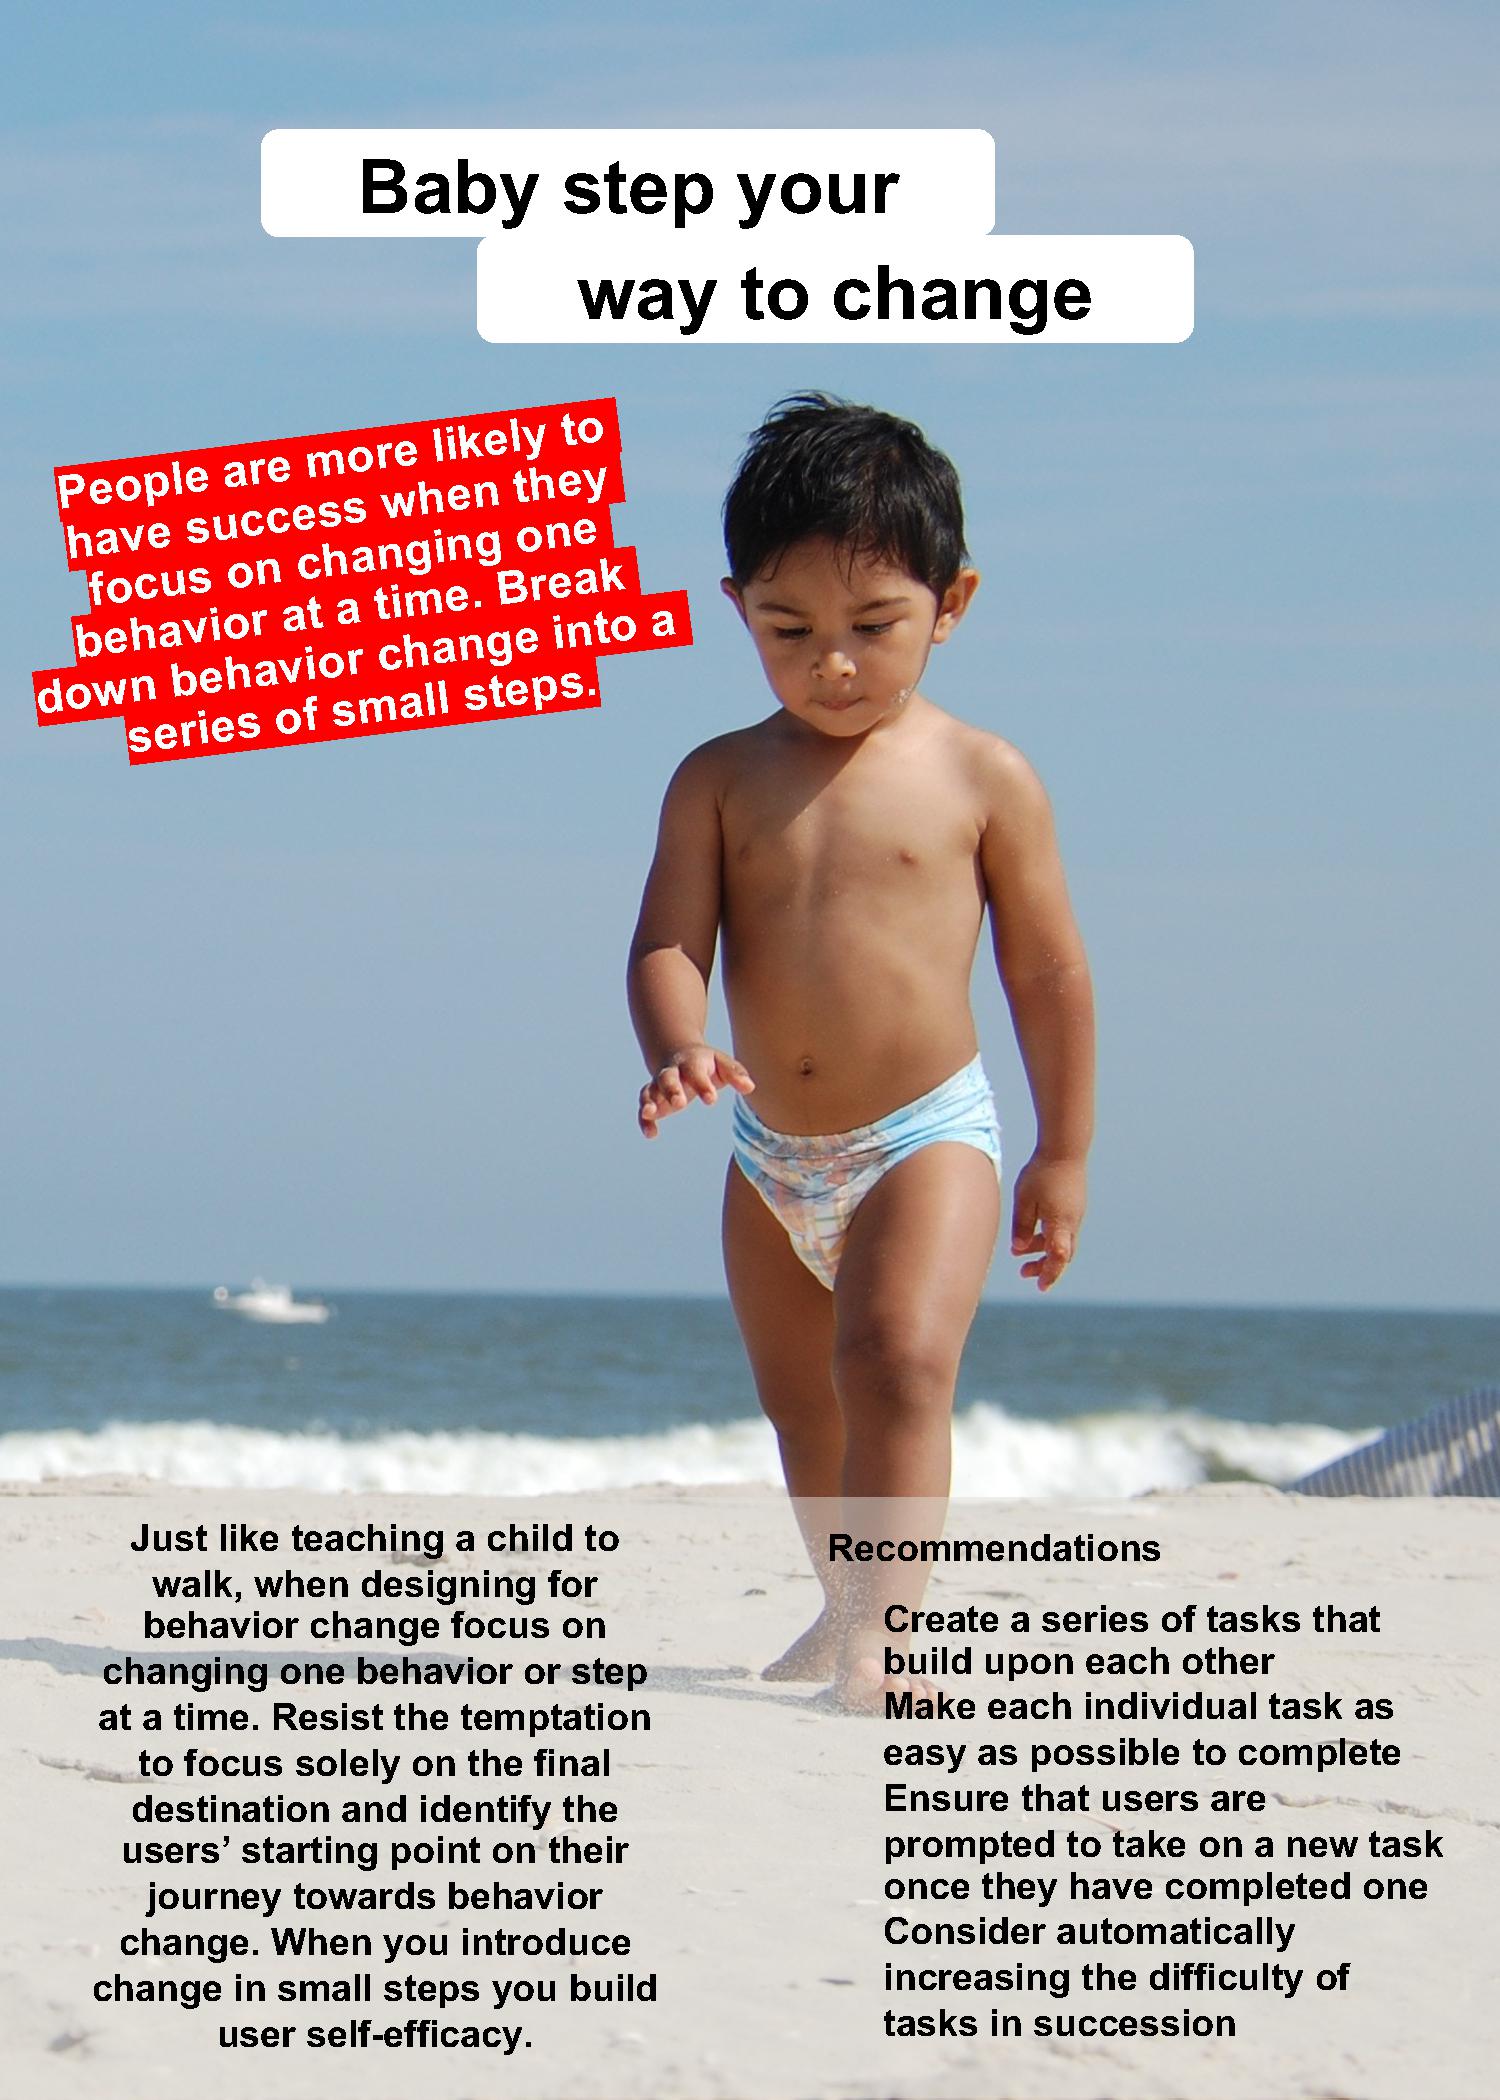 Baby step your
way to change
People are more likely to
have success when they
focus on changing one
behavior at a time. Break
down behavior change into a
series of small steps.
Just like teaching a child to
walk, when designing for
behavior change focus on
changing one behavior or step
at a time. Resist the temptation
to focus solely on the final
destination and identify the
users’ starting point on their
journey towards behavior
change. When you introduce
change in small steps you build
user self-efficacy.
Recommendations
Create a series of tasks that
build upon each other
Make each individual task as
easy as possible to complete
Ensure that users are
prompted to take on a new task
once they have completed one
Consider automatically
increasing the difficulty of
tasks in succession